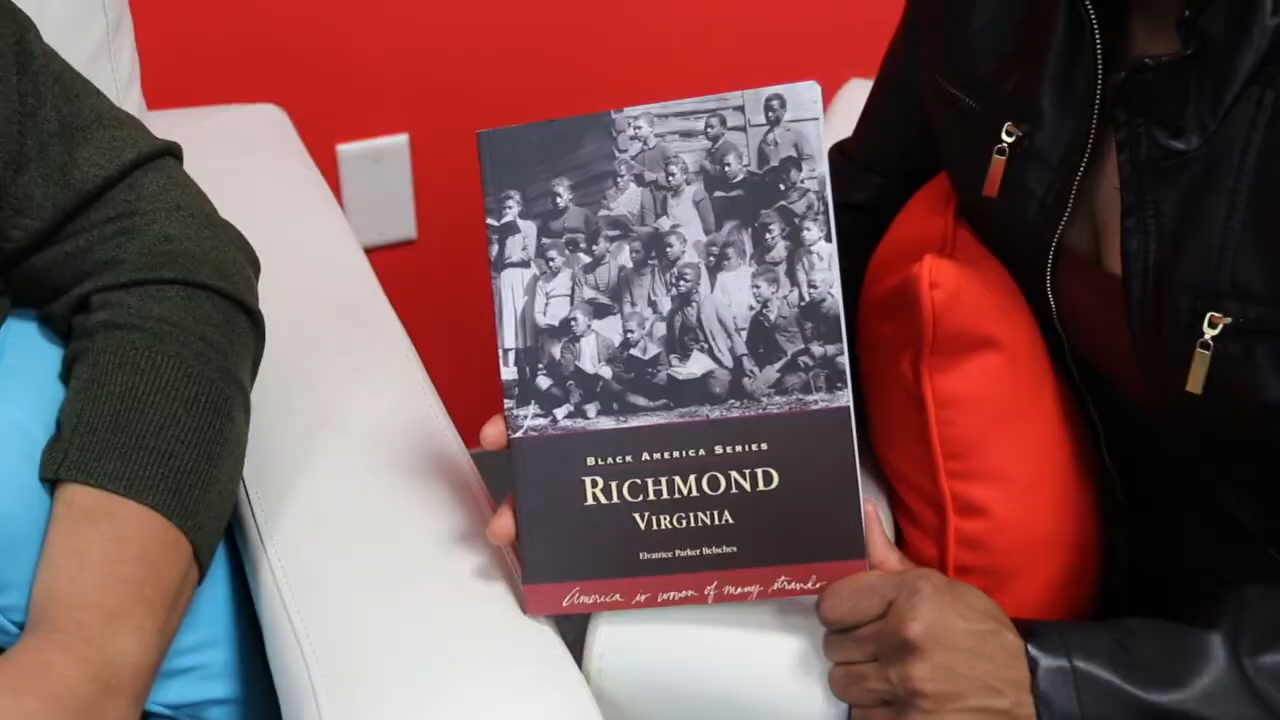 BLACK AMERICA SERIES
RICHMOND
VIRGINIA
Elvatrice Parker Belsches
America is woven of many strands